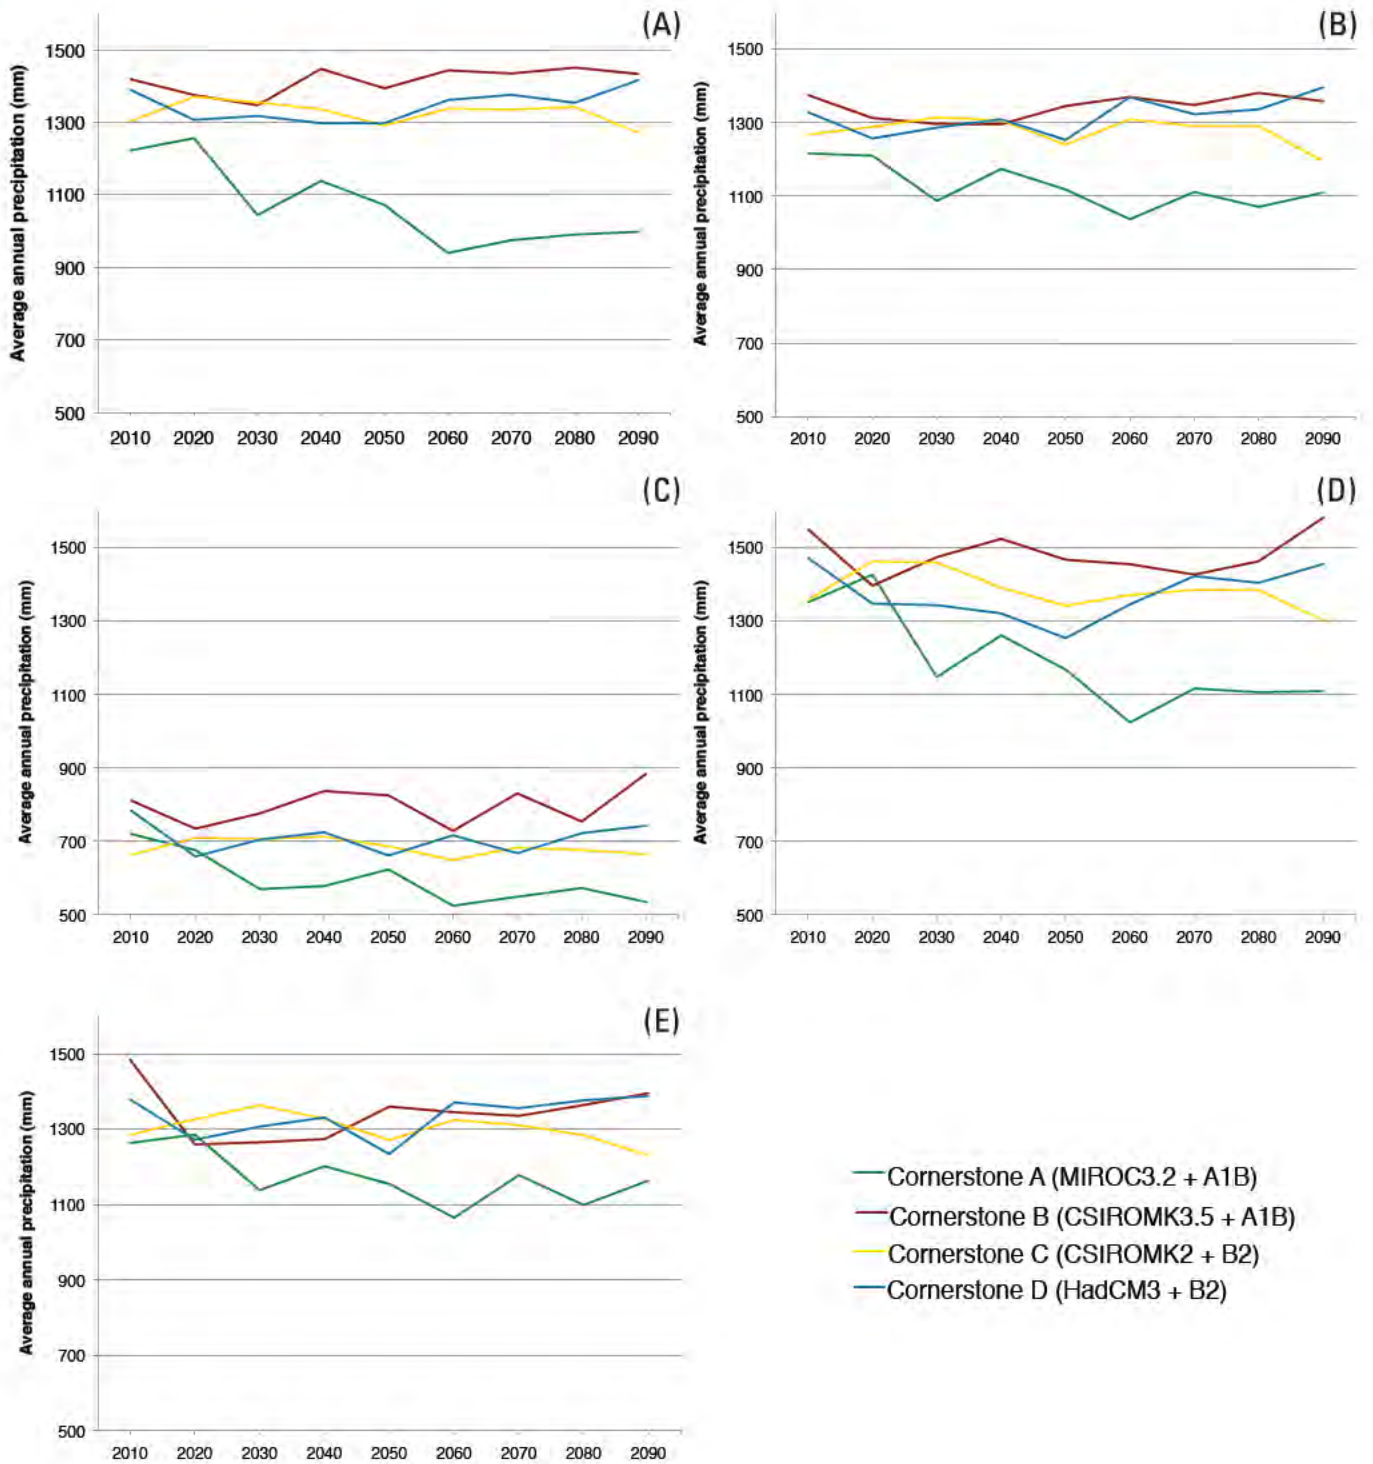 (A)
Average annual precipitation (mm)
1500
1300
1100
900
700
500
2010 2020 2030 2040 2050 2060 2070 2080 2090
(B)
Average annual precipitation (mm)
1500
1300
1100
900
700
500
2010 2020 2030 2040 2050 2060 2070 2080 2090
(C)
Average annual precipitation (mm)
1500
1300
1100
900
700
500
2010 2020 2030 2040 2050 2060 2070 2080 2090
(D)
Average annual precipitation (mm)
1500
1300
1100
900
700
500
2010 2020 2030 2040 2050 2060 2070 2080 2090
(E)
Average annual precipitation (mm)
1500
1300
1100
900
700
500
2010 2020 2030 2040 2050 2060 2070 2080 2090
Cornerstone A (MIROC3.2 + A1B)
Cornerstone B (CSIROMK3.5 + A1B)
Cornerstone C (CSIROMK2 + B2)
Cornerstone D (HadCM3 + B2)